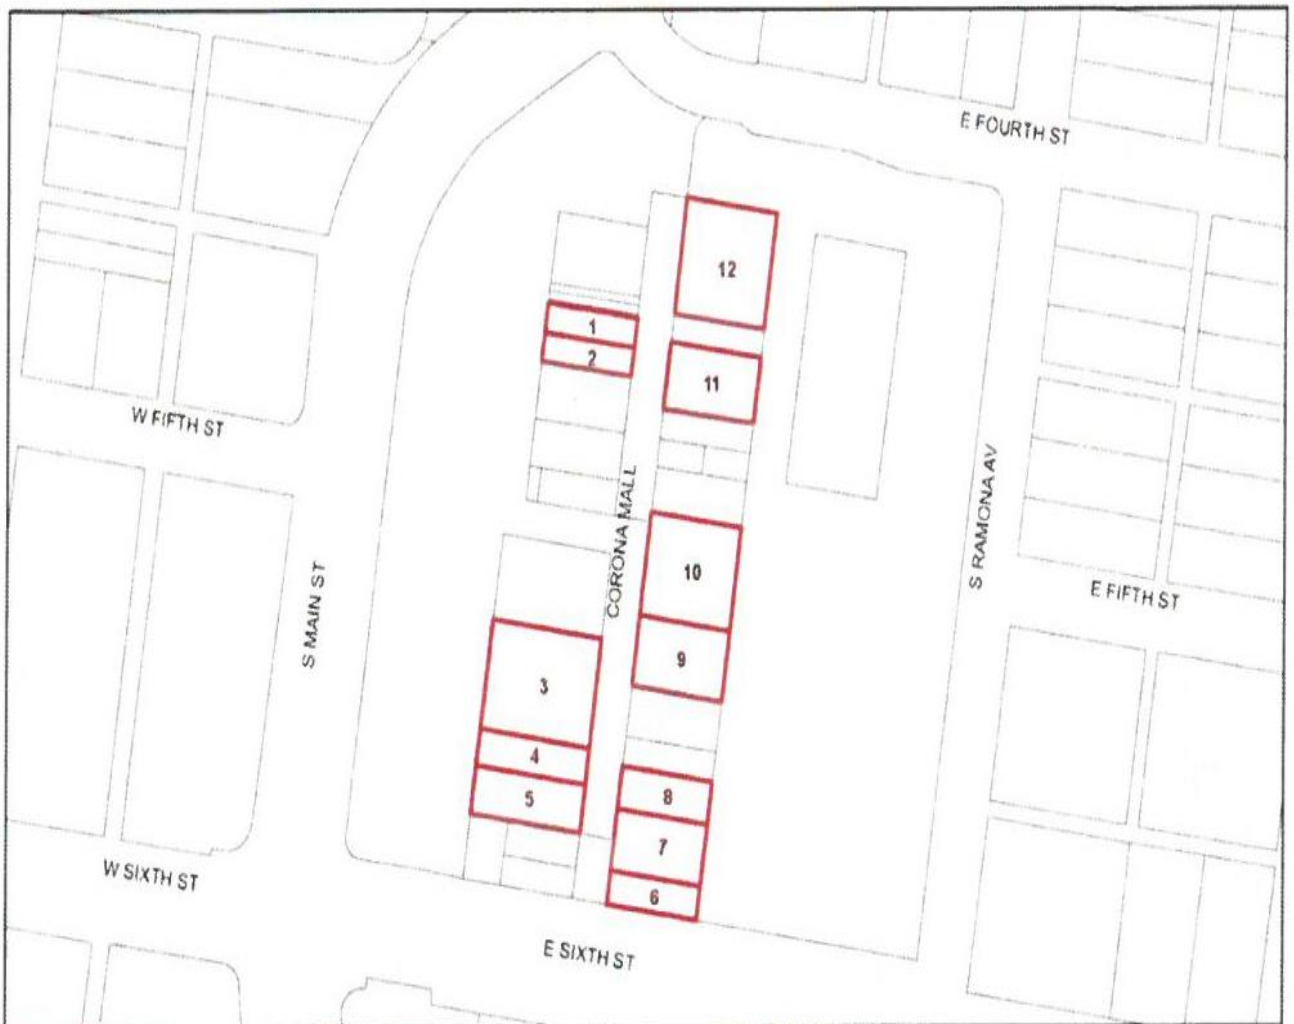 E FOURTH ST
12
1
2
11
W FIFTH ST
CORONA MALL
S RAMONA AV
10
E FIFTH ST
S MAIN ST
9
3
4
5
8
7
6
W SIXTH ST
E SIXTH ST